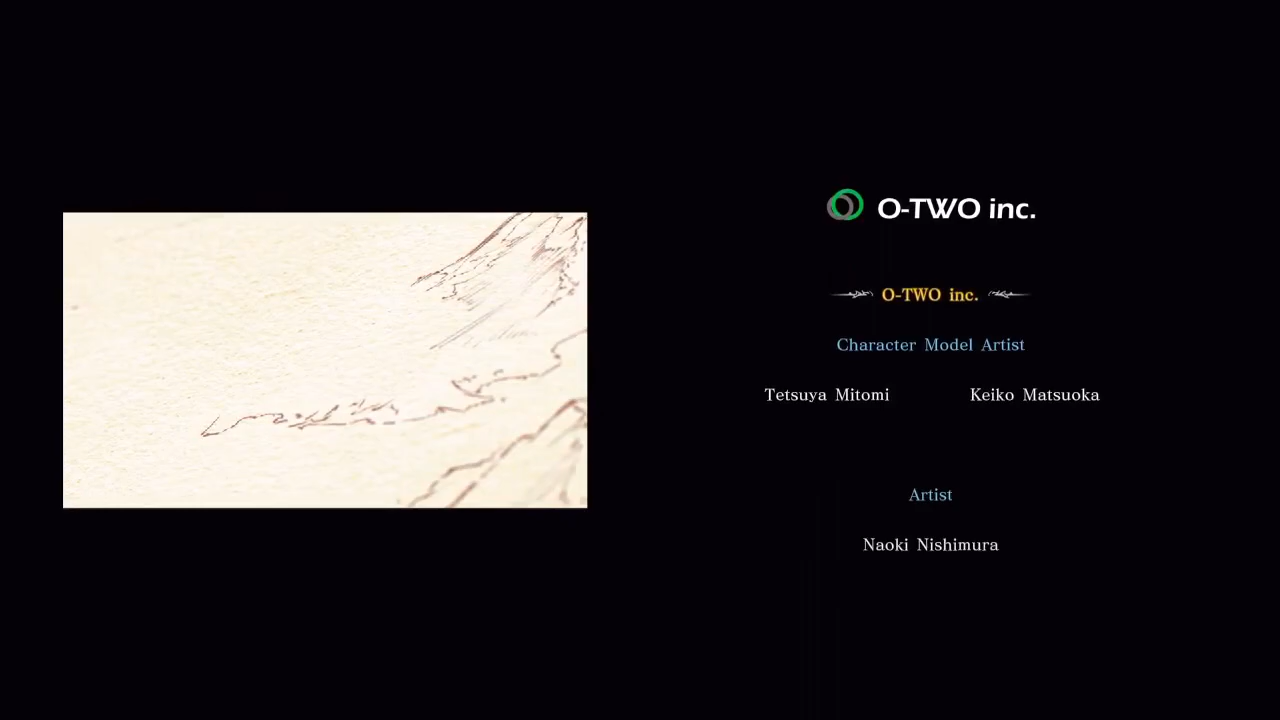 O-TWO inc.
O-TWO inc.
Character Model Artist
Tetsuya Mitomi Keiko Matsuoka
Artist
Naoki Nishimura